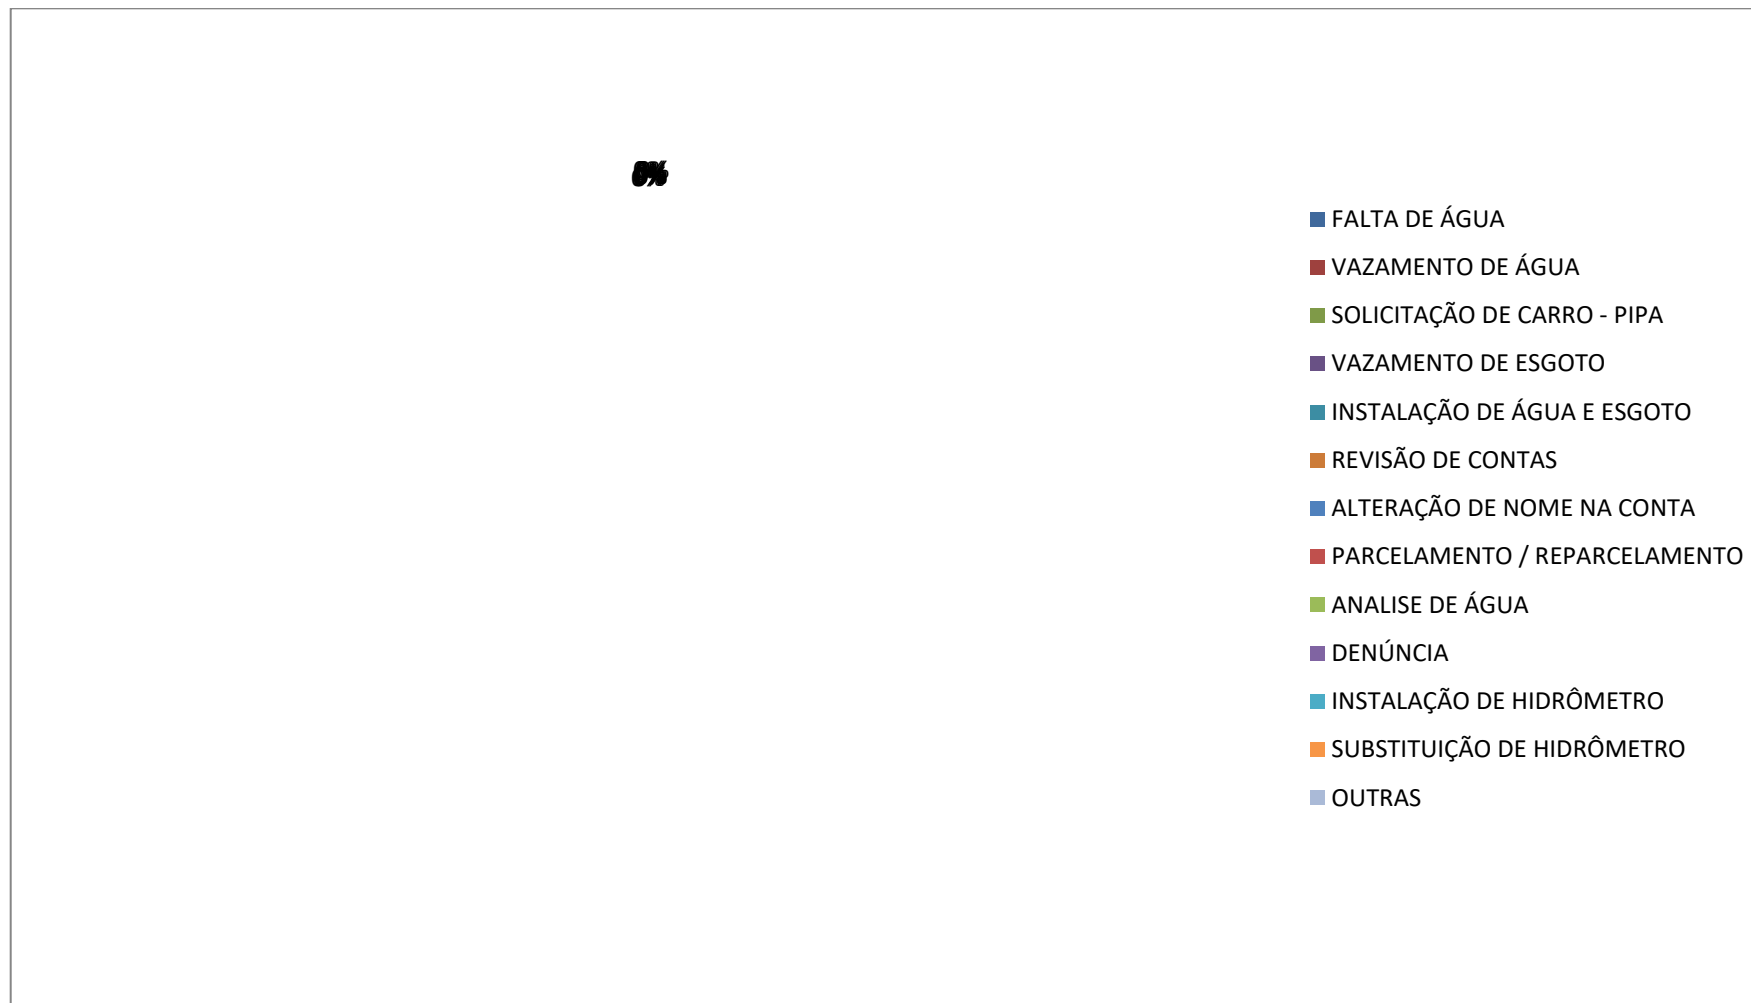 0%
FALTA DE ÁGUA
VAZAMENTO DE ÁGUA
SOLICITAÇÃO DE CARRO - PIPA
VAZAMENTO DE ESGOTO
INSTALAÇÃO DE ÁGUA E ESGOTO
REVISÃO DE CONTAS
ALTERAÇÃO DE NOME NA CONTA
PARCELAMENTO / REPARCELAMENTO
ANALISE DE ÁGUA
DENÚNCIA
INSTALAÇÃO DE HIDRÔMETRO
SUBSTITUIÇÃO DE HIDRÔMETRO
OUTRAS